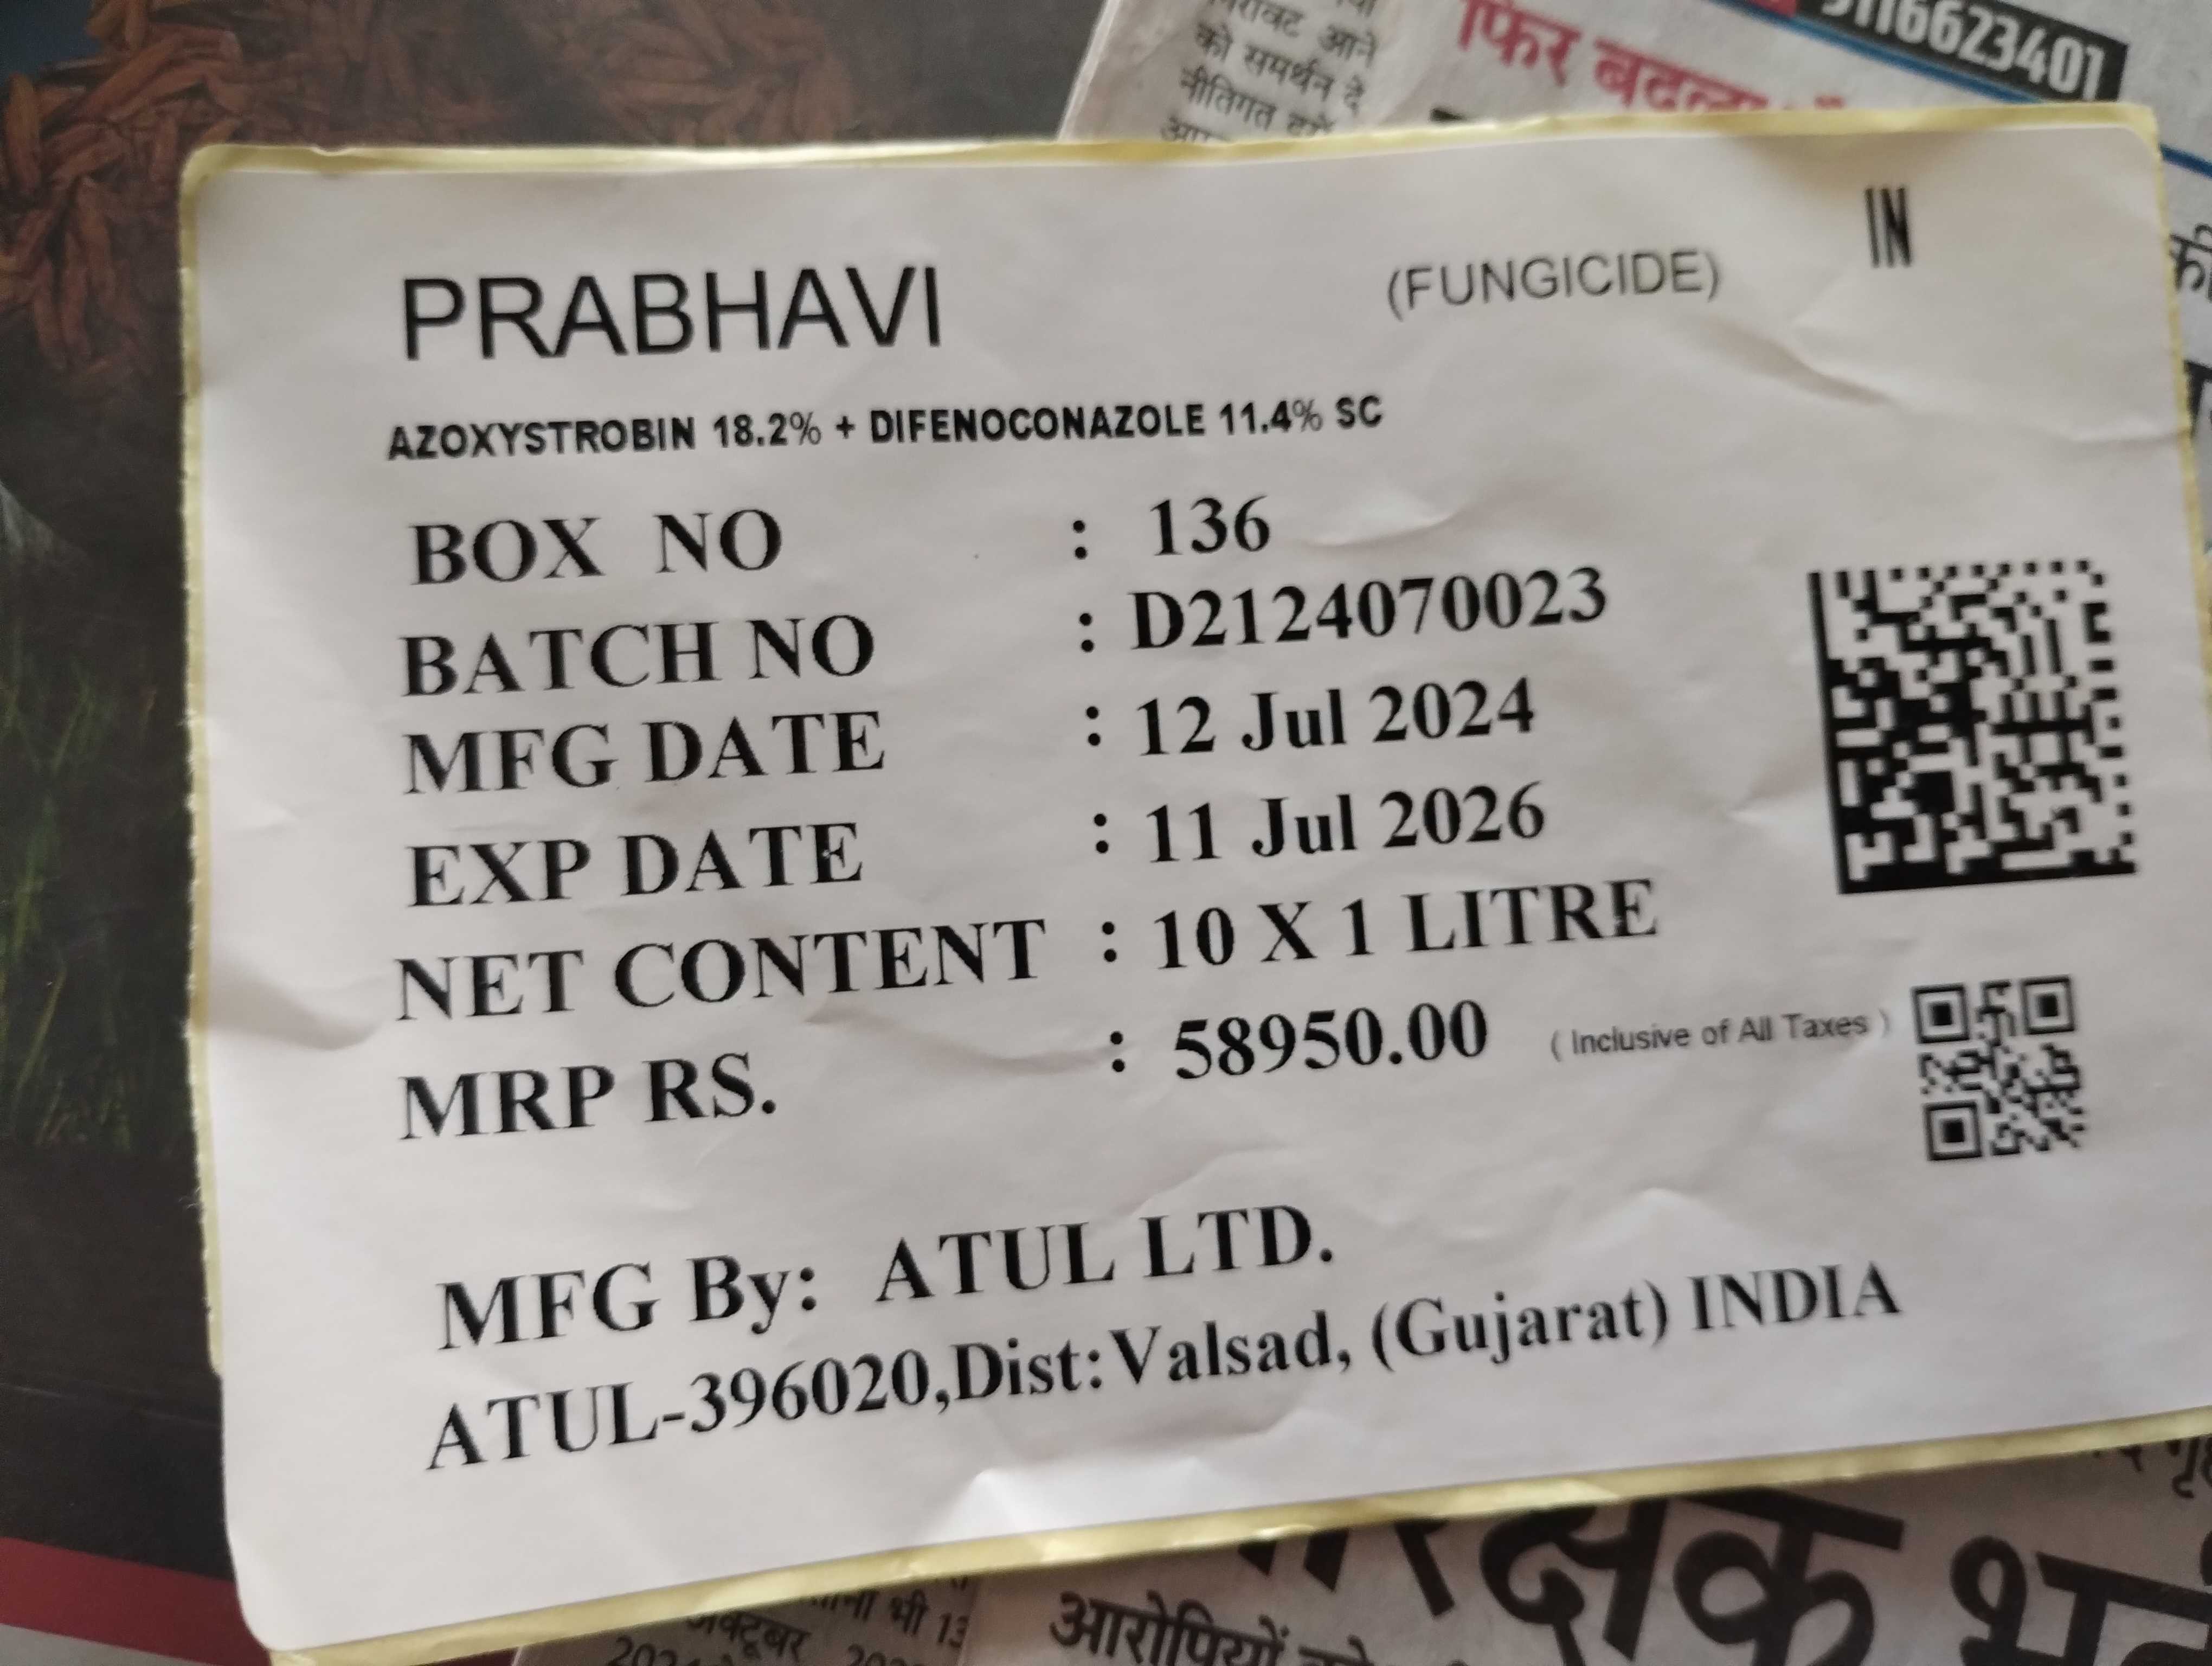 को समर्थन दे
नीतिगत
फिर
9116623401
IN
PRABHAVI (FUNGICIDE)
AZOXYSTROBIN 18.2% + DIFENOCONAZOLE 11.4% SC
BOX NO : 136
BATCH NO : D2124070023
MFG DATE : 12 Jul 2024
EXP DATE : 11 Jul 2026
NET CONTENT : 10 X 1 LITRE
MRP RS. : 58950.00 ( Inclusive of All Taxes )
MFG By: ATUL LTD.
ATUL-396020,Dist:Valsad, (Gujarat) INDIA
भी 13
अक्टूबर
आरोपियों